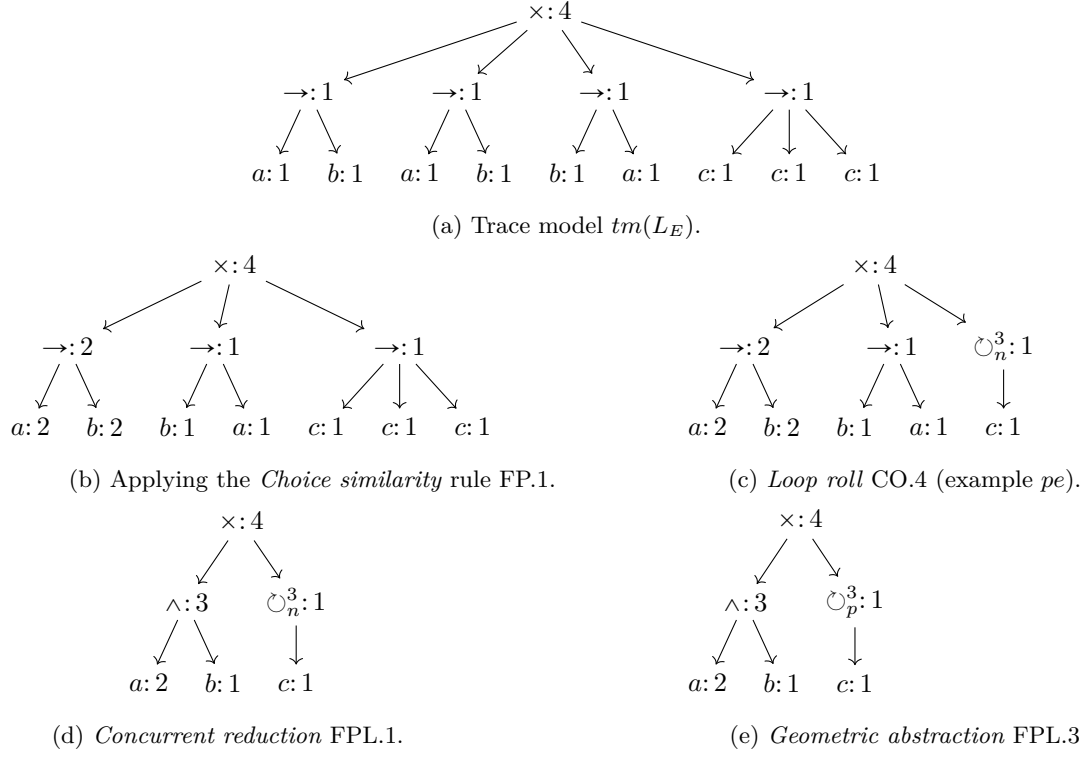 ×: 4
→: 1 →: 1 →: 1 →: 1
a: 1 b: 1 a: 1 b: 1 b: 1 a: 1 c: 1 c: 1 c: 1
(a) Trace model tm(L_E).
×: 4
→: 2 →: 1 →: 1
a: 2 b: 2 b: 1 a: 1 c: 1 c: 1 c: 1
(b) Applying the Choice similarity rule FP.1.
×: 4
→: 2 →: 1 ↻³ₙ: 1
a: 2 b: 2 b: 1 a: 1 c: 1
(c) Loop roll CO.4 (example pe).
×: 4
∧: 3 ↻³ₙ: 1
a: 2 b: 1 c: 1
(d) Concurrent reduction FPL.1.
×: 4
∧: 3 ↻³ₚ: 1
a: 2 b: 1 c: 1
(e) Geometric abstraction FPL.3